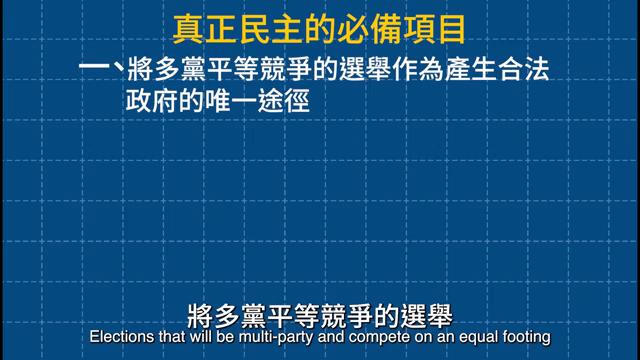 真正民主的必備項目
一、將多黨平等競爭的選舉作為產生合法
政府的唯一途徑
將多黨平等競爭的選舉
Elections that will be multi-party and compete on an equal footing